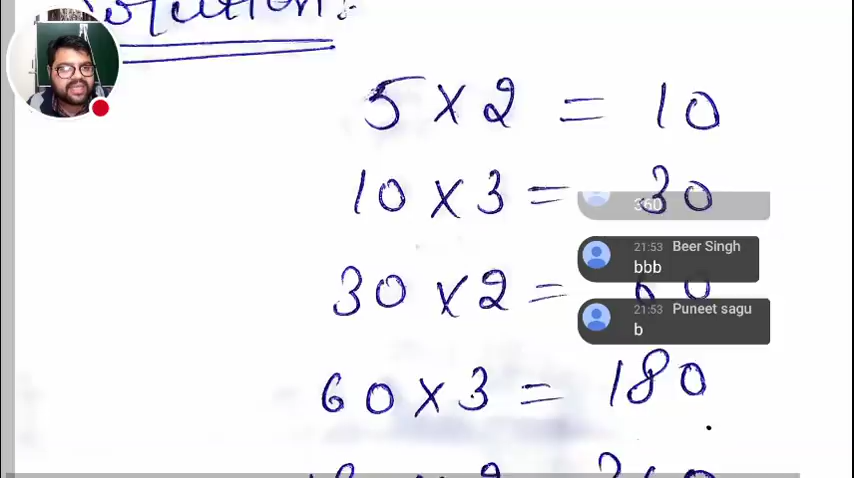 Solution:
5 × 2 = 10
10 × 3 = 30
360
21:53 Beer Singh
bbb
30 × 2 = 60
21:53 Puneet sagu
b
60 × 3 = 180